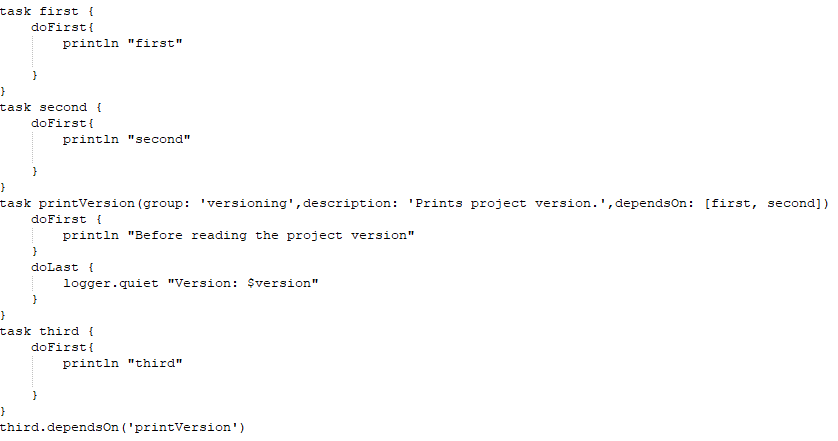 task first {
    doFirst{
        println "first"

    }
}
task second {
    doFirst{
        println "second"

    }
}
task printVersion(group: 'versioning',description: 'Prints project version.',dependsOn: [first, second])
    doFirst {
        println "Before reading the project version"
    }
    doLast {
        logger.quiet "Version: $version"
    }
}
task third {
    doFirst{
        println "third"

    }
}
third.dependsOn('printVersion')